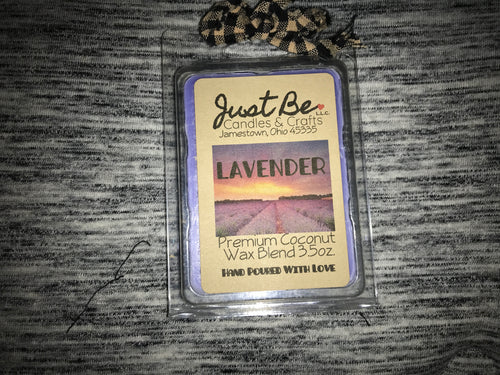 Just Be LLC
Candles & Crafts
Jamestown, Ohio 45335
LAVENDER
Premium Coconut
Wax Blend 3.5oz.
HAND POURED WITH LOVE